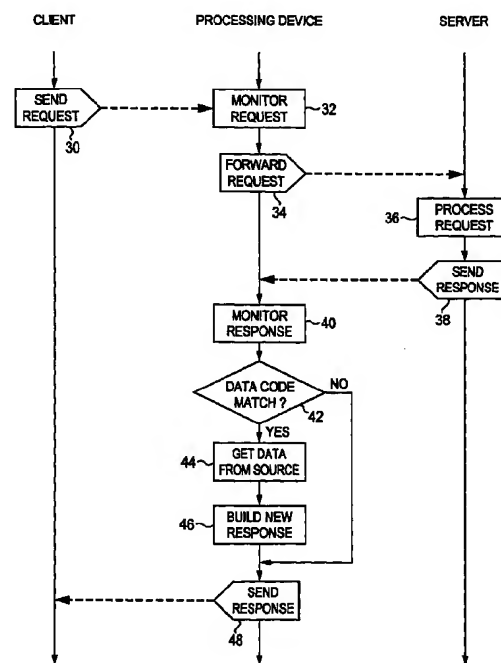 CLIENT
PROCESSING DEVICE
SERVER
SEND
REQUEST
30
MONITOR
REQUEST
32
FORWARD
REQUEST
34
36
PROCESS
REQUEST
SEND
RESPONSE
38
MONITOR
RESPONSE
40
DATA CODE
MATCH ?
NO
42
YES
44
GET DATA
FROM SOURCE
46
BUILD NEW
RESPONSE
SEND
RESPONSE
48